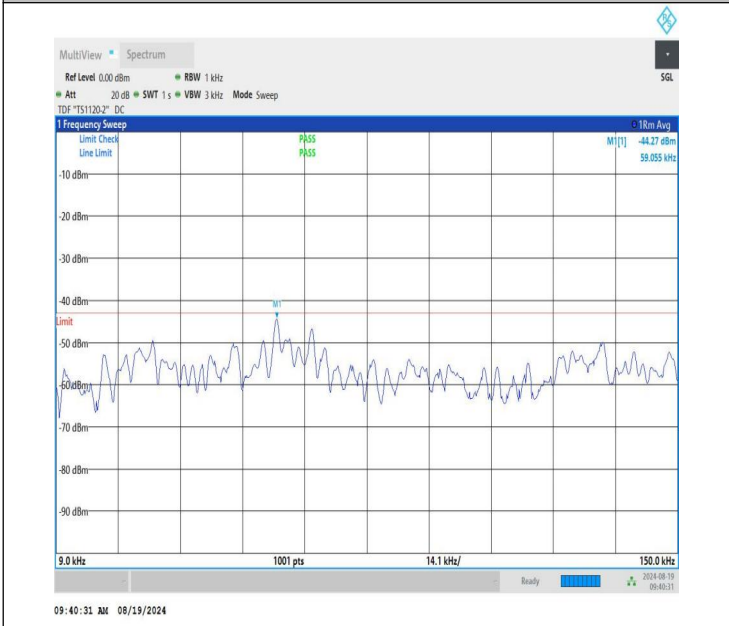 R S
MultiView Spectrum
Ref Level 0.00 dBm RBW 1 kHz SGL
Att 20 dB SWT 1 s VBW 3 kHz Mode Sweep
TDF "TS1120-2" DC
1 Frequency Sweep 1Rm Avg
Limit Check PASS M1[1] -44.27 dBm
Line Limit PASS 59.055 kHz
-10 dBm
-20 dBm
-30 dBm
-40 dBm
M1
Limit
-50 dBm
-60 dBm
-70 dBm
-80 dBm
-90 dBm
9.0 kHz 1001 pts 14.1 kHz/ 150.0 kHz
Ready 2024-08-19
09:40:31
09:40:31 AM 08/19/2024